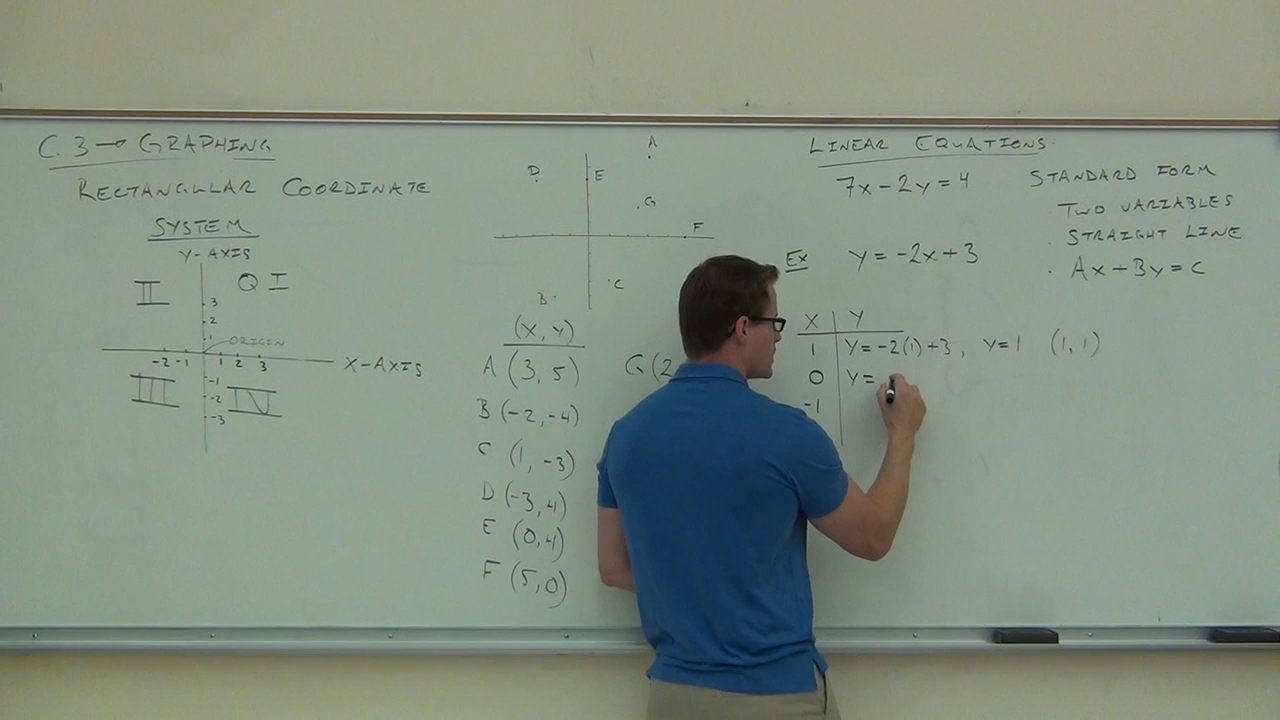 C.3 → GRAPHING
RECTANGULAR COORDINATE
SYSTEM
Y-AXIS
II
Q I
3
2
1
ORIGIN
-2 -1 1 2 3
X-AXIS
III
IV
-1
-2
-3
A
D
E
G
F
C
B
(X, Y)
A (3, 5)
G (2
B (-2, -4)
C (1, -3)
D (-3, 4)
E (0, 4)
F (5, 0)
LINEAR EQUATIONS
7x - 2y = 4
STANDARD FORM
TWO VARIABLES
· STRAIGHT LINE
· Ax + By = C
Ex y = -2x + 3
X Y
1 Y = -2(1) + 3, Y = 1 (1, 1)
0 Y =
-1